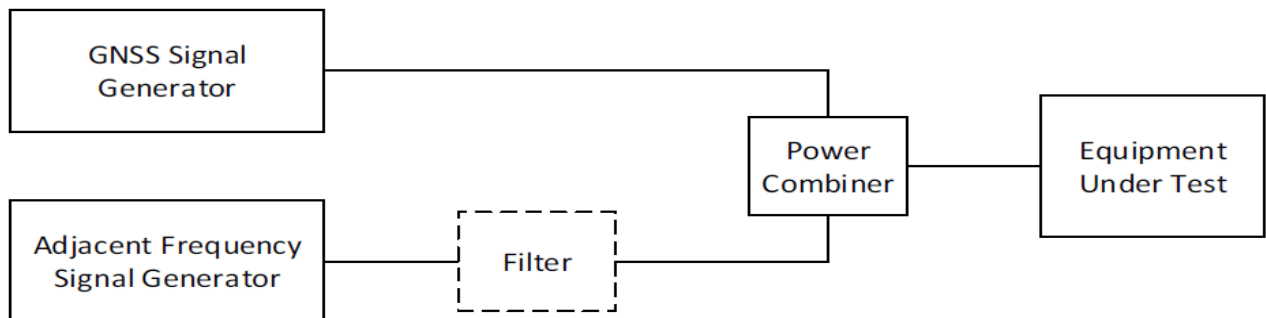 GNSS Signal
Generator
Power
Combiner
Equipment
Under Test
Adjacent Frequency
Signal Generator
Filter